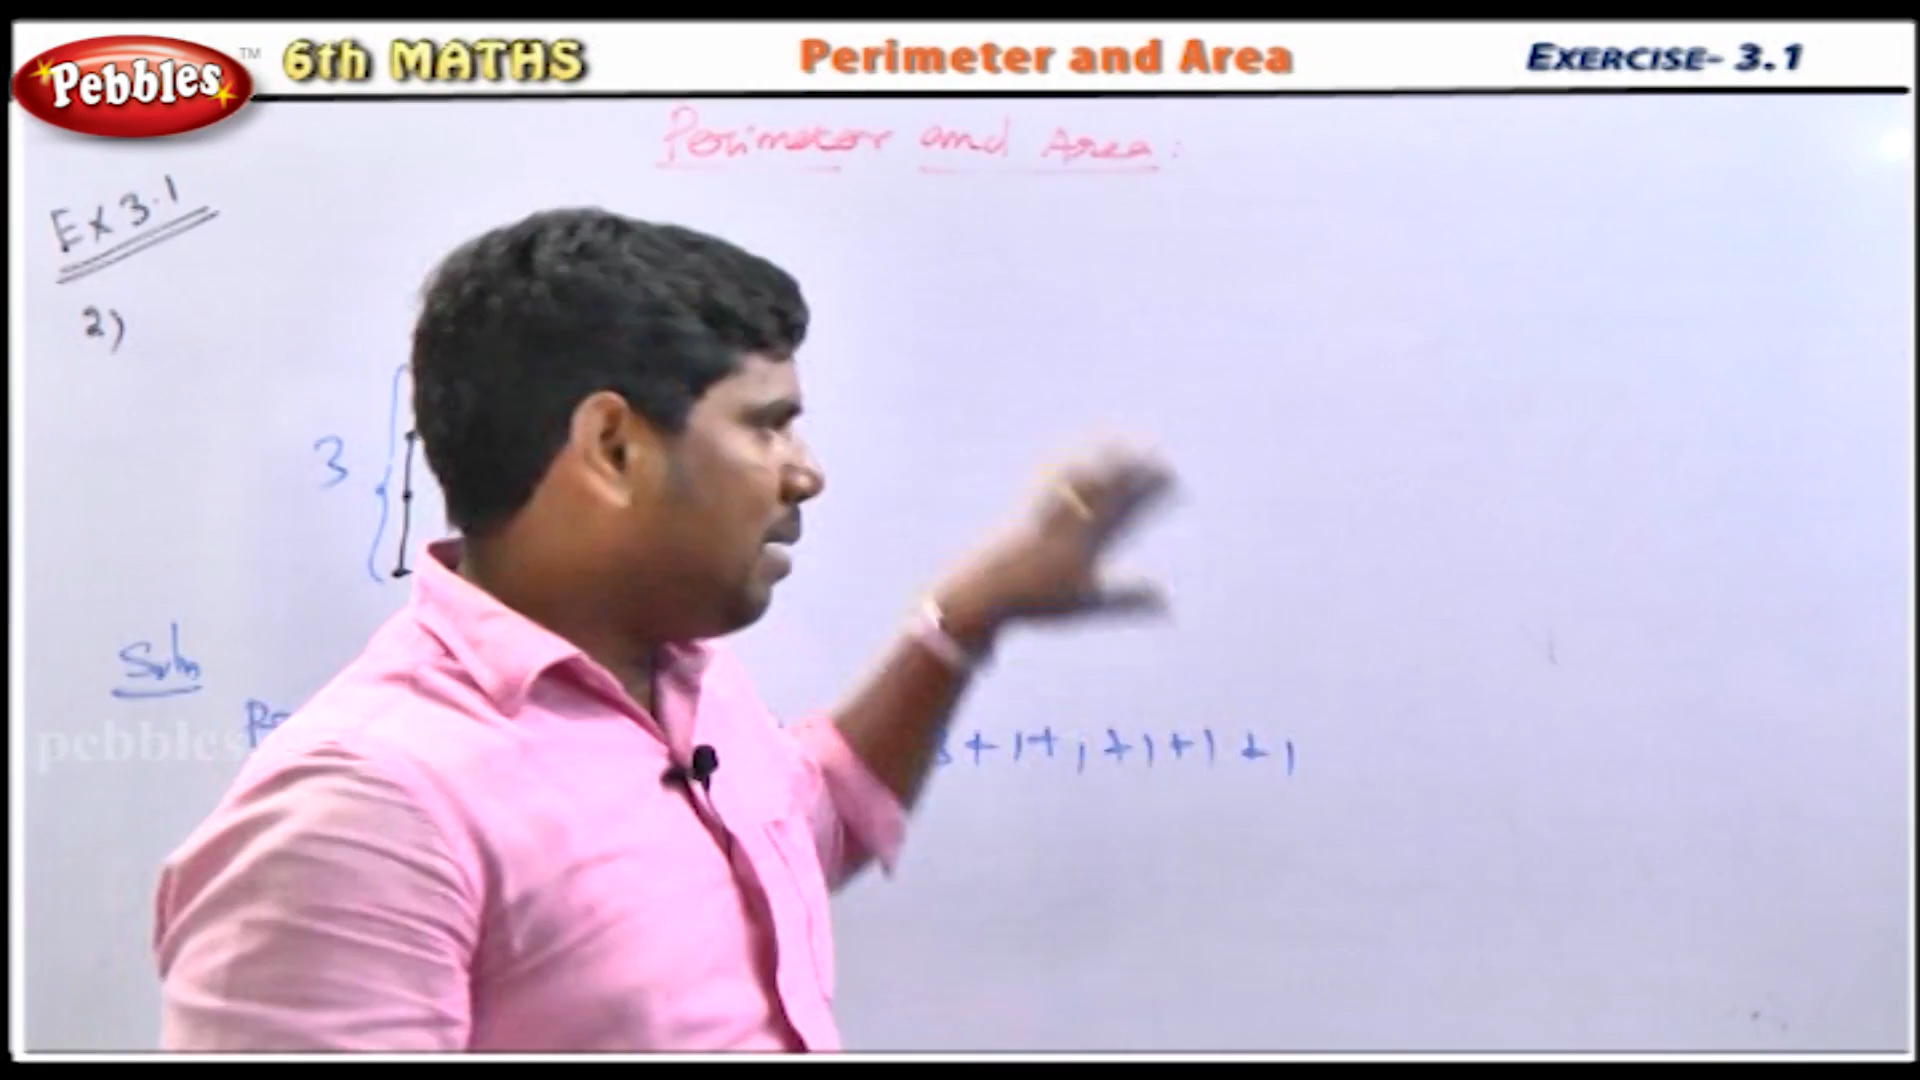 Pebbles™ 6th MATHS Perimeter and Area EXERCISE- 3.1
Perimeter and Area:
Ex 3.1
2)
3
Soln
pebbles
3+1+1+1+1+1